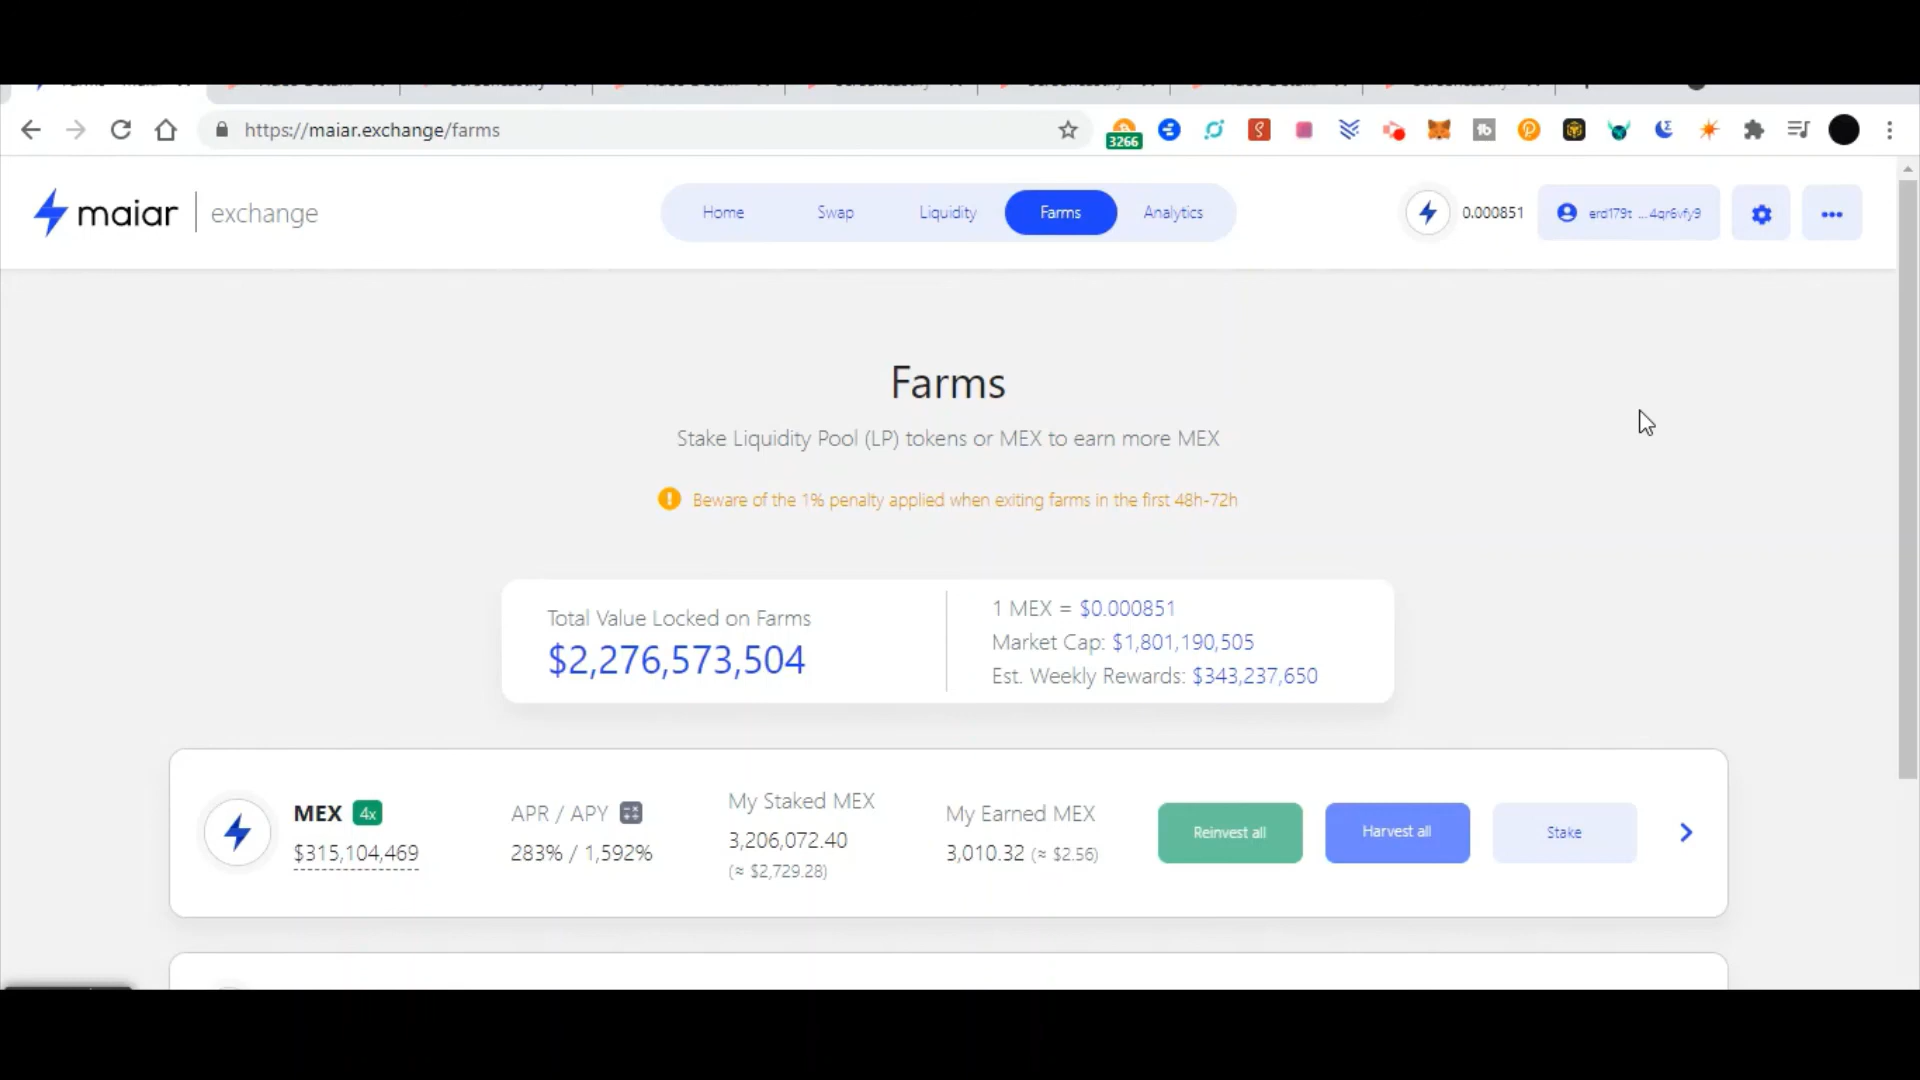 https://maiar.exchange/farms
3266
maiar exchange
Home
Swap
Liquidity
Farms
Analytics
0.000851
erd179t ...4qr6vfy9
Farms
Stake Liquidity Pool (LP) tokens or MEX to earn more MEX
Beware of the 1% penalty applied when exiting farms in the first 48h-72h
Total Value Locked on Farms
$2,276,573,504
1 MEX = $0.000851
Market Cap: $1,801,190,505
Est. Weekly Rewards: $343,237,650
MEX 4x
$315,104,469
APR / APY
283% / 1,592%
My Staked MEX
3,206,072.40
(≈ $2,729.28)
My Earned MEX
3,010.32 (≈ $2.56)
Reinvest all
Harvest all
Stake